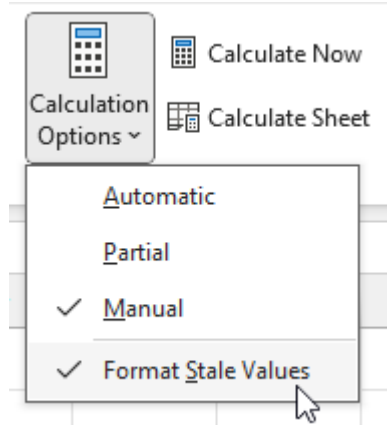 Calculate Now
Calculation
Options
Calculate Sheet
Automatic
Partial
Manual
Format Stale Values